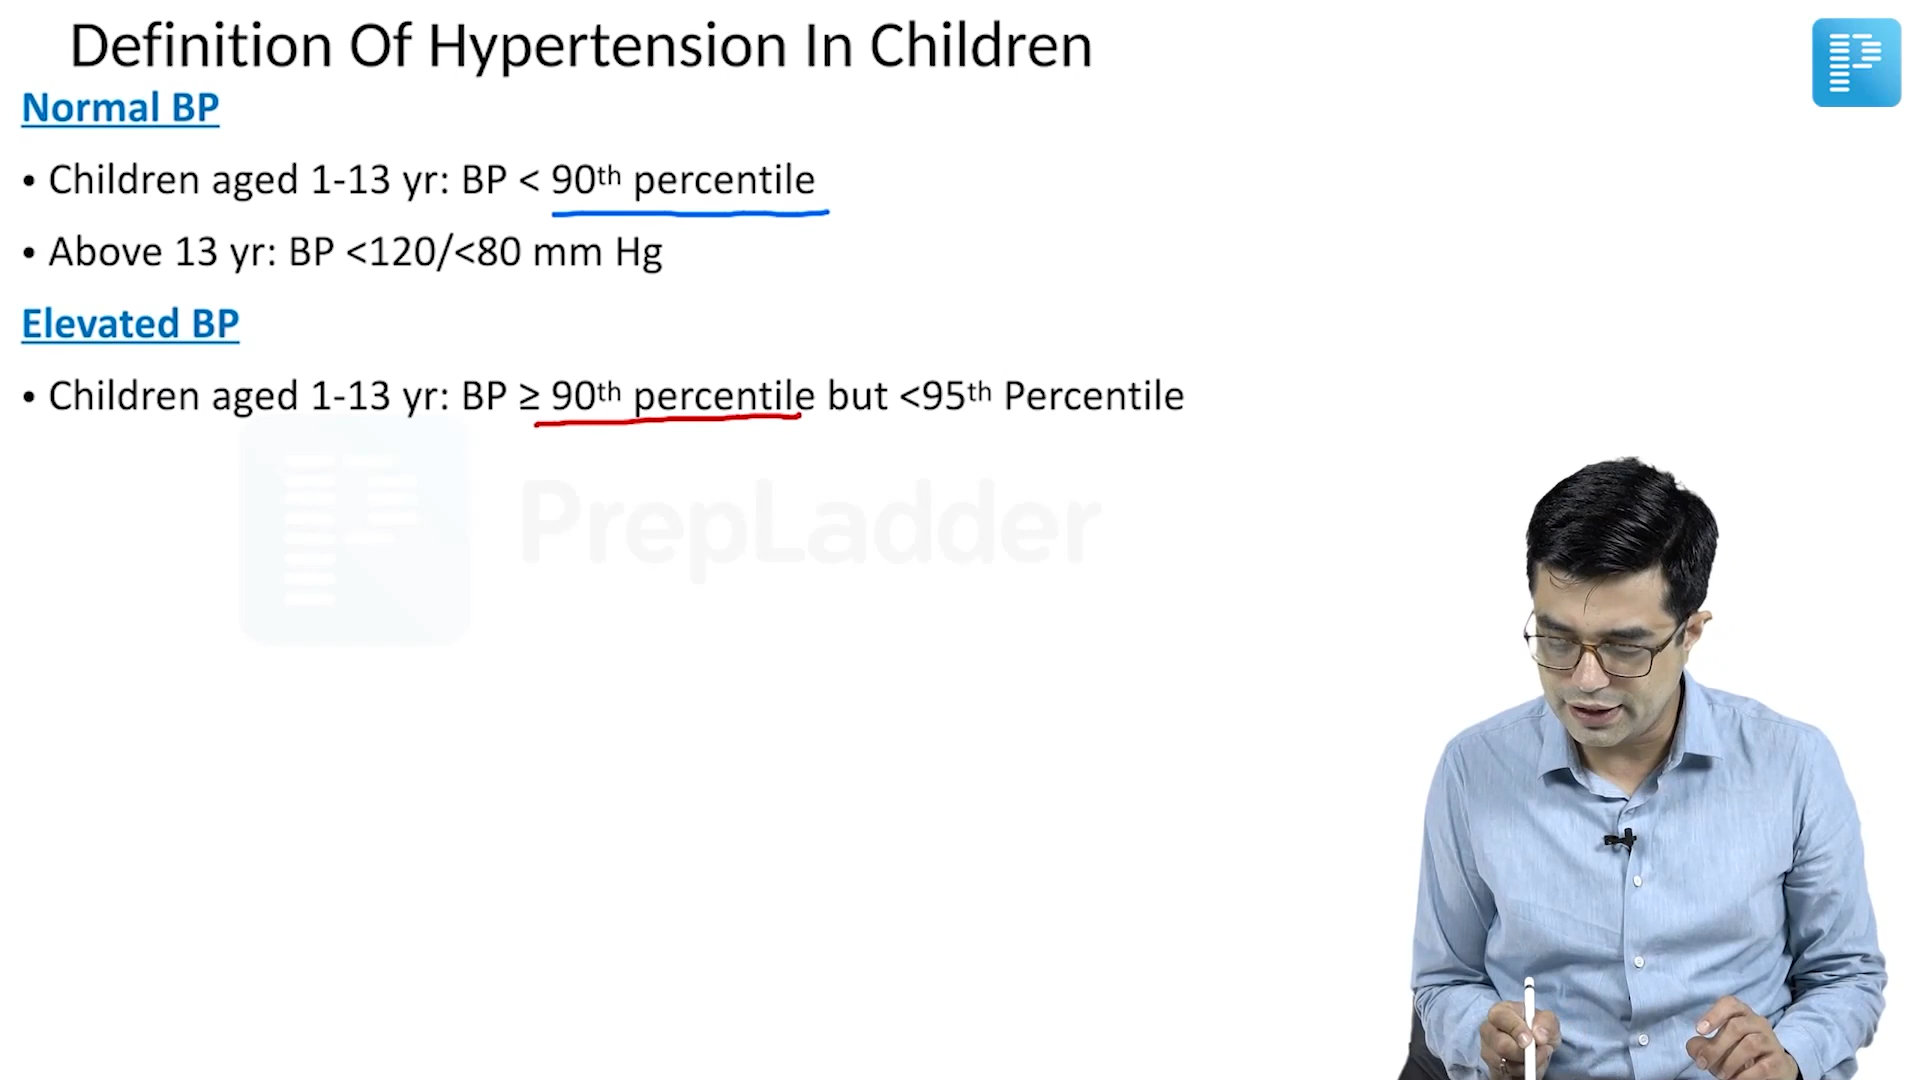 Definition Of Hypertension In Children
Normal BP
• Children aged 1-13 yr: BP < 90th percentile
• Above 13 yr: BP <120/<80 mm Hg
Elevated BP
• Children aged 1-13 yr: BP ≥ 90th percentile but <95th Percentile
PrepLadder